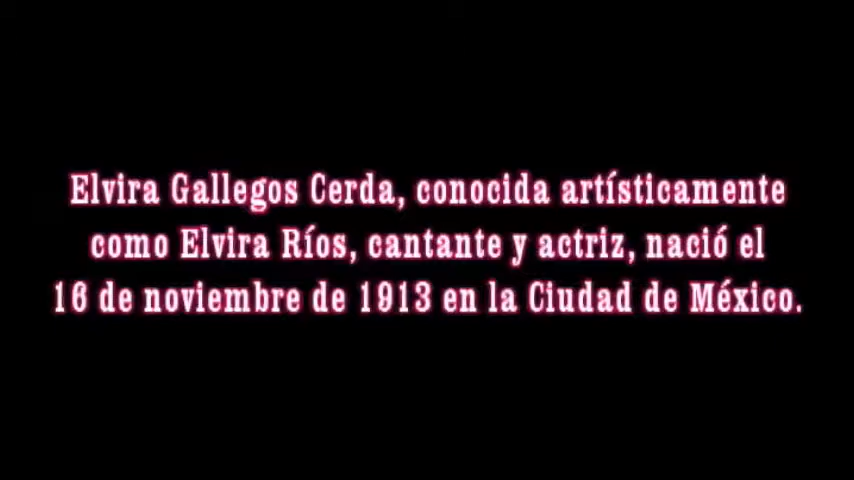 Elvira Gallegos Cerda, conocida artísticamente
como Elvira Ríos, cantante y actriz, nació el
16 de noviembre de 1913 en la Ciudad de México.